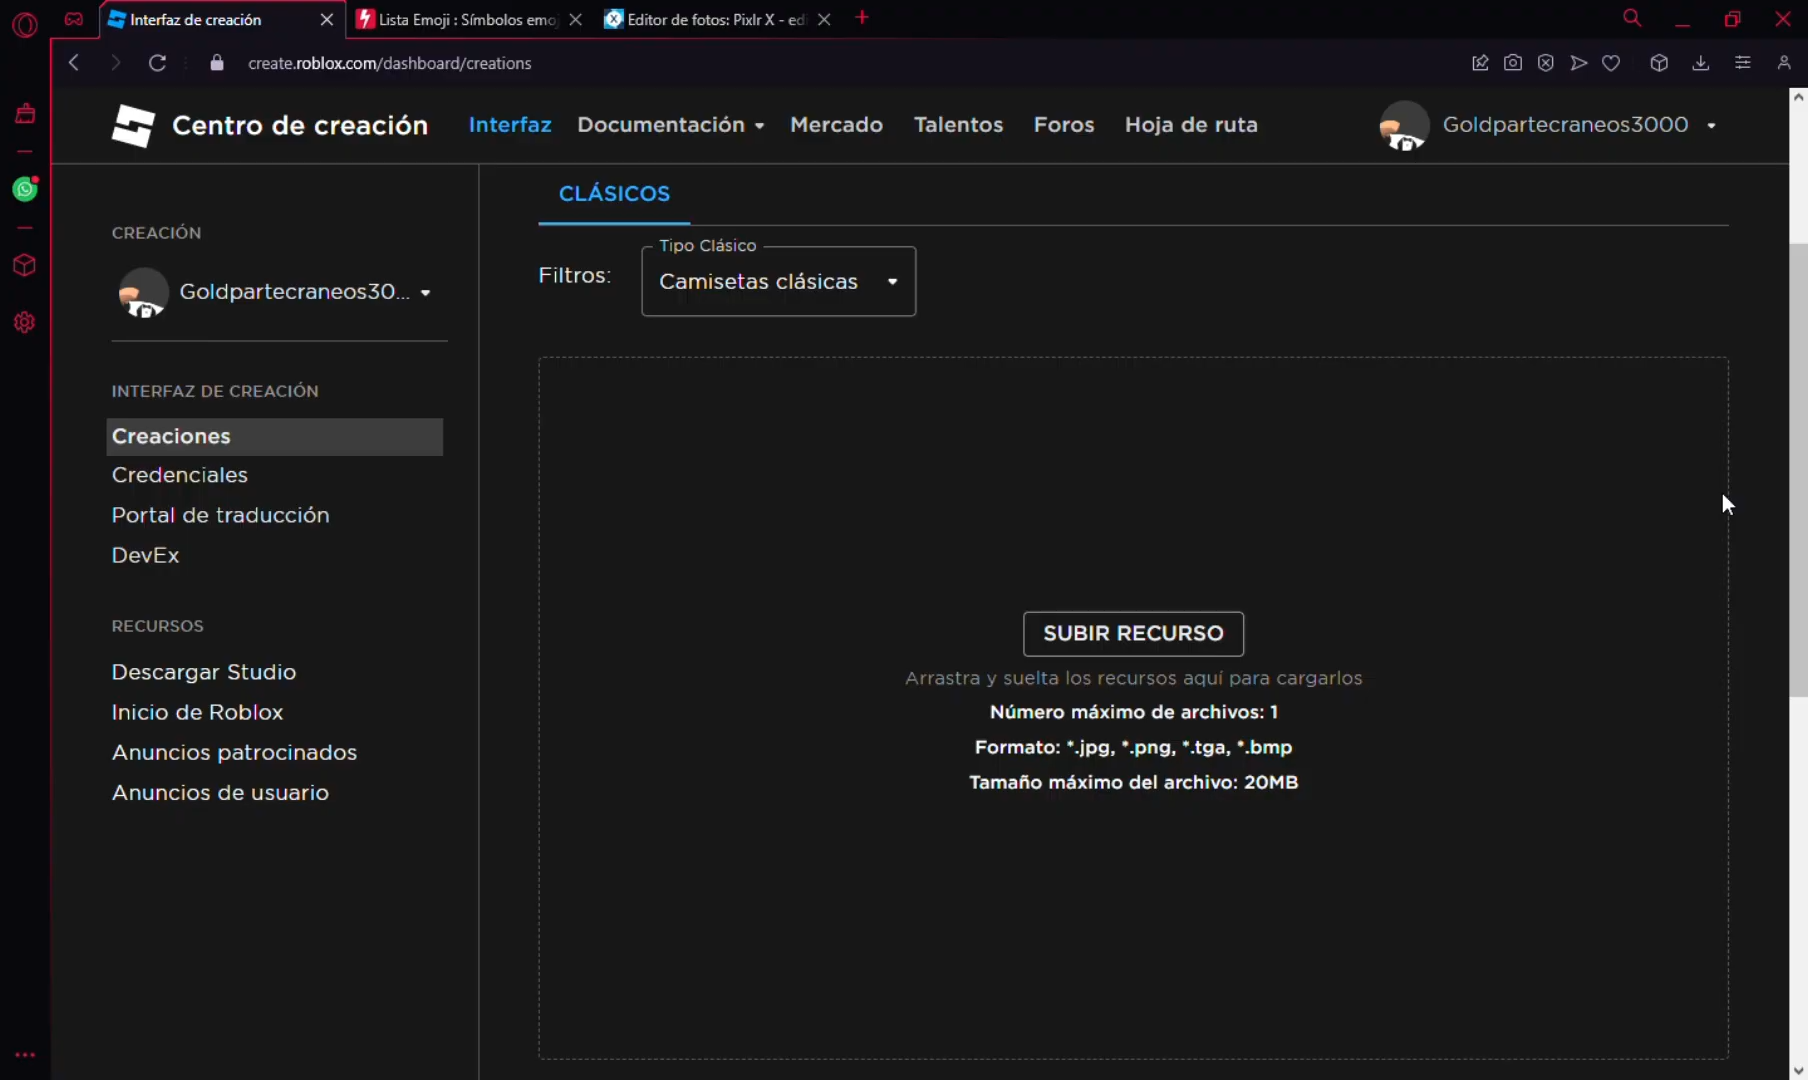 Interfaz de creación
Lista Emoji : Símbolos emo
Editor de fotos: Pixlr X - ed
create.roblox.com/dashboard/creations
Centro de creación
Interfaz
Documentación
Mercado
Talentos
Foros
Hoja de ruta
Goldpartecraneos3000
CREACIÓN
Goldpartecraneos30...
INTERFAZ DE CREACIÓN
Creaciones
Credenciales
Portal de traducción
DevEx
RECURSOS
Descargar Studio
Inicio de Roblox
Anuncios patrocinados
Anuncios de usuario
CLÁSICOS
Filtros:
Tipo Clásico
Camisetas clásicas
SUBIR RECURSO
Arrastra y suelta los recursos aquí para cargarlos
Número máximo de archivos: 1
Formato: *.jpg, *.png, *.tga, *.bmp
Tamaño máximo del archivo: 20MB